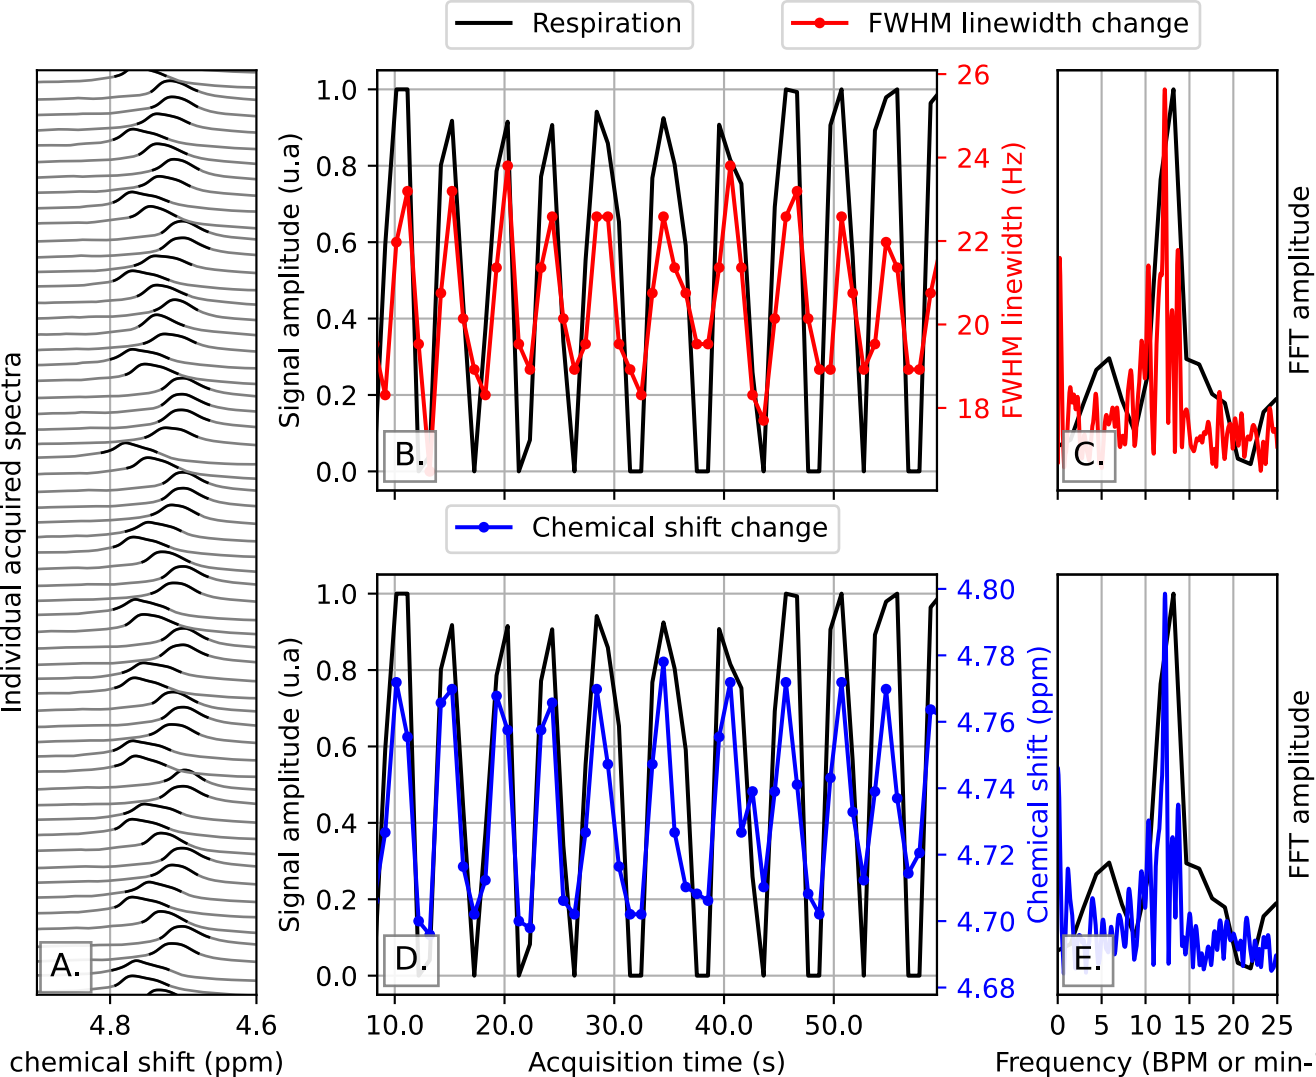 Respiration
FWHM linewidth change
Individual acquired spectra
A.
4.8
4.6
chemical shift (ppm)
Signal amplitude (u.a)
1.0
0.8
0.6
0.4
0.2
0.0
B.
26
24
22
20
18
FWHM linewidth (Hz)
C.
FFT amplitude
Chemical shift change
Signal amplitude (u.a)
1.0
0.8
0.6
0.4
0.2
0.0
D.
10.0
20.0
30.0
40.0
50.0
Acquisition time (s)
4.80
4.78
4.76
4.74
4.72
4.70
4.68
Chemical shift (ppm)
E.
0
5
10
15
20
25
Frequency (BPM or min-
FFT amplitude